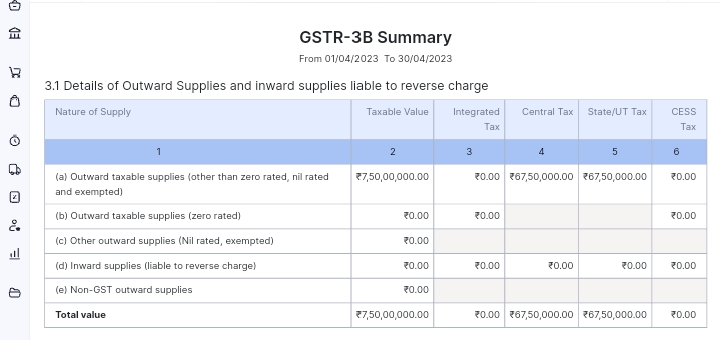 GSTR-3B Summary
From 01/04/2023 To 30/04/2023
3.1 Details of Outward Supplies and inward supplies liable to reverse charge
Nature of Supply Taxable Value Integrated Tax Central Tax State/UT Tax CESS Tax
1 2 3 4 5 6
(a) Outward taxable supplies (other than zero rated, nil rated ₹7,50,00,000.00 ₹0.00 ₹67,50,000.00 ₹67,50,000.00 ₹0.00
and exempted)
(b) Outward taxable supplies (zero rated) ₹0.00 ₹0.00 ₹0.00
(c) Other outward supplies (Nil rated, exempted) ₹0.00
(d) Inward supplies (liable to reverse charge) ₹0.00 ₹0.00 ₹0.00 ₹0.00 ₹0.00
(e) Non-GST outward supplies ₹0.00
Total value ₹7,50,00,000.00 ₹0.00 ₹67,50,000.00 ₹67,50,000.00 ₹0.00